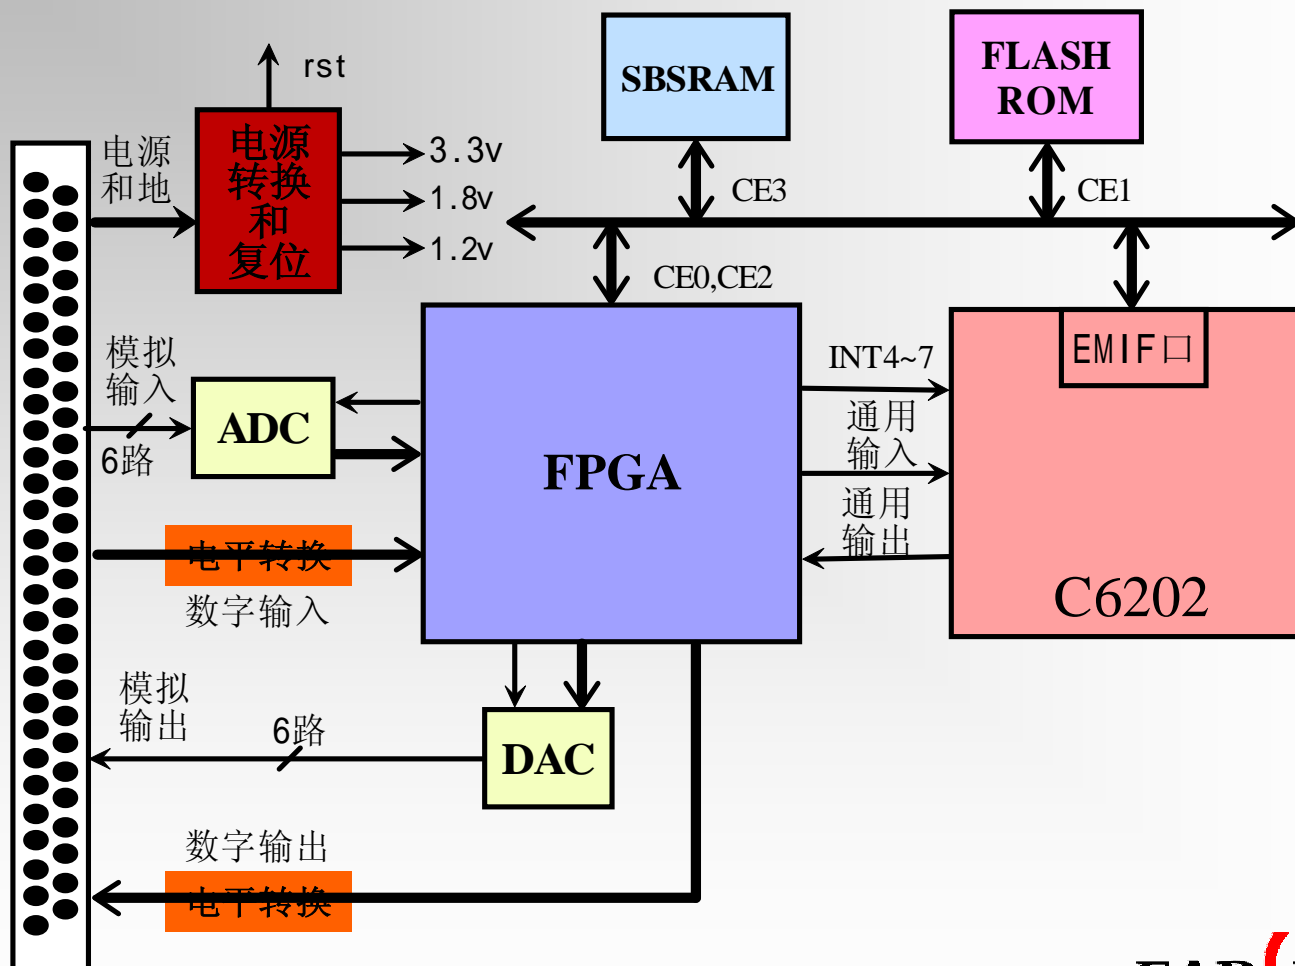 rst
SBSRAM
FLASH
ROM
电源
和地
电源
转换
和
复位
3.3v
1.8v
1.2v
CE3
CE1
CE0,CE2
模拟
输入
6路
ADC
FPGA
INT4~7
通用
输入
通用
输出
EMIF口
C6202
电平转换
数字输入
模拟
输出
6路
DAC
数字输出
电平转换